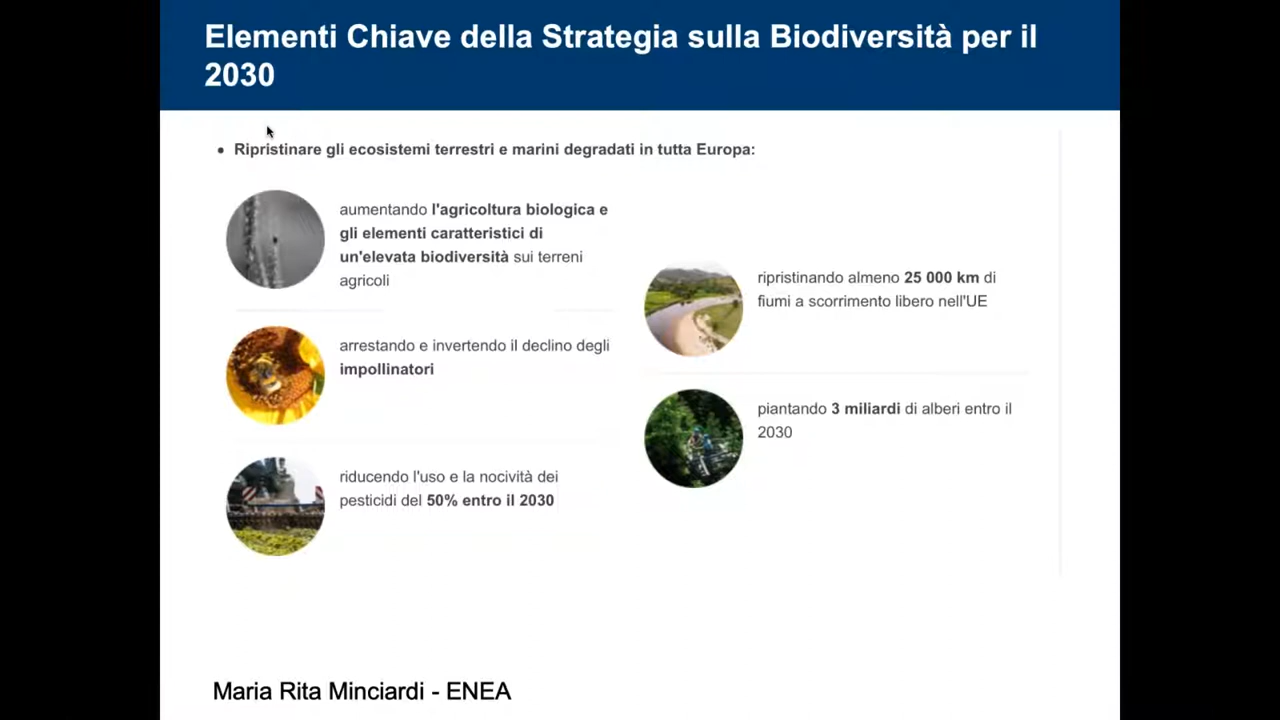 Elementi Chiave della Strategia sulla Biodiversità per il
2030
• Ripristinare gli ecosistemi terrestri e marini degradati in tutta Europa:
aumentando l'agricoltura biologica e
gli elementi caratteristici di
un'elevata biodiversità sui terreni
agricoli
arrestando e invertendo il declino degli
impollinatori
riducendo l'uso e la nocività dei
pesticidi del 50% entro il 2030
ripristinando almeno 25 000 km di
fiumi a scorrimento libero nell'UE
piantando 3 miliardi di alberi entro il
2030
Maria Rita Minciardi - ENEA